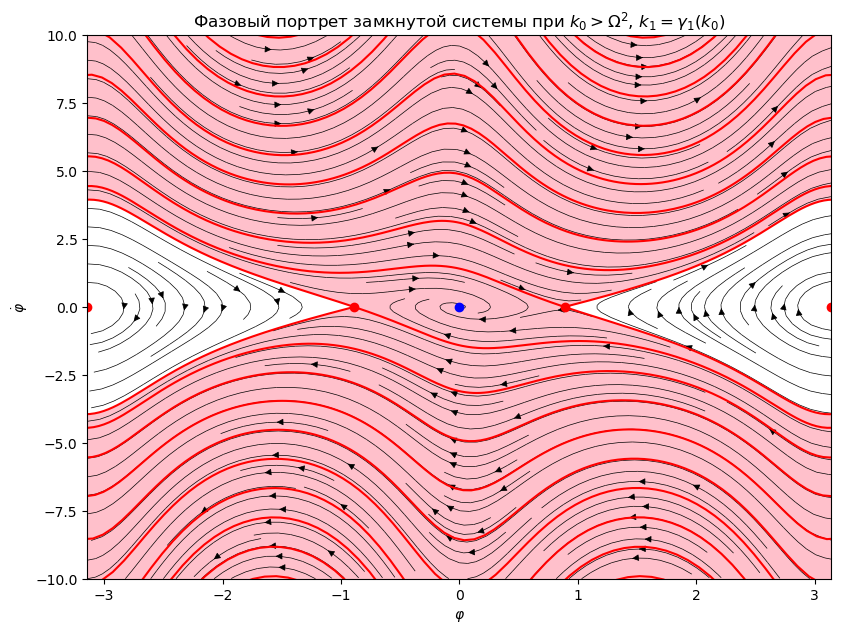 Фазовый портрет замкнутой системы при $k_0 > \Omega^2$, $k_1 = \gamma_1(k_0)$
10.0
7.5
5.0
2.5
0.0
−2.5
−5.0
−7.5
−10.0
$\dot{\varphi}$
−3 −2 −1 0 1 2 3
$\varphi$